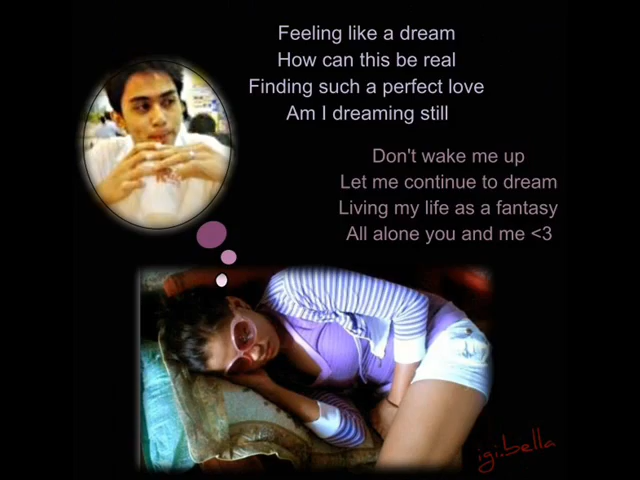 Feeling like a dream
How can this be real
Finding such a perfect love
Am I dreaming still
Don't wake me up
Let me continue to dream
Living my life as a fantasy
All alone you and me <3
igi.bella